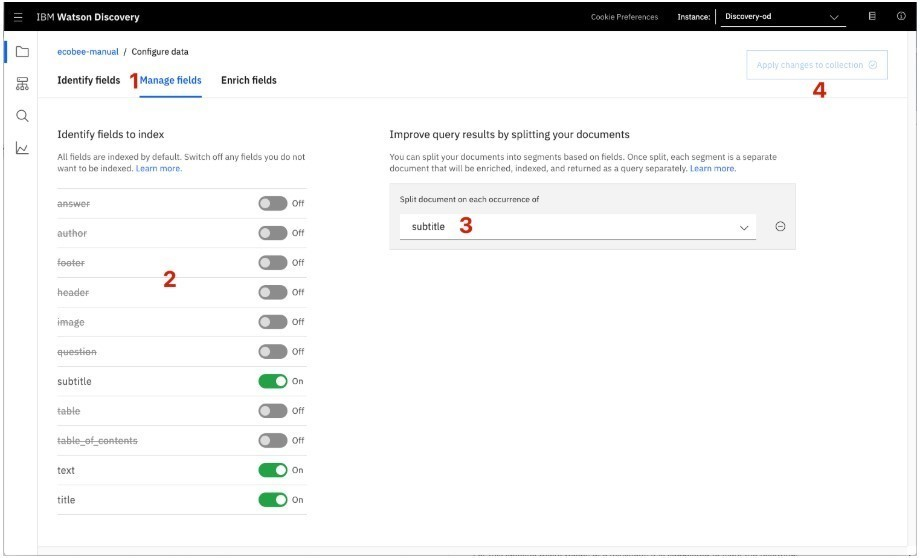 IBM Watson Discovery
Cookie Preferences
Instance:
Discovery-od
ecobee-manual / Configure data
Identify fields
1
Manage fields
Enrich fields
Apply changes to collection
4
Identify fields to index
All fields are indexed by default. Switch off any fields you do not
want to be indexed. Learn more.
answer Off
author Off
footer Off
2
header Off
image Off
question Off
subtitle On
table Off
table_of_contents Off
text On
title On
Improve query results by splitting your documents
You can split your documents into segments based on fields. Once split, each segment is a separate
document that will be enriched, indexed, and returned as a query separately. Learn more.
Split document on each occurrence of
subtitle
3